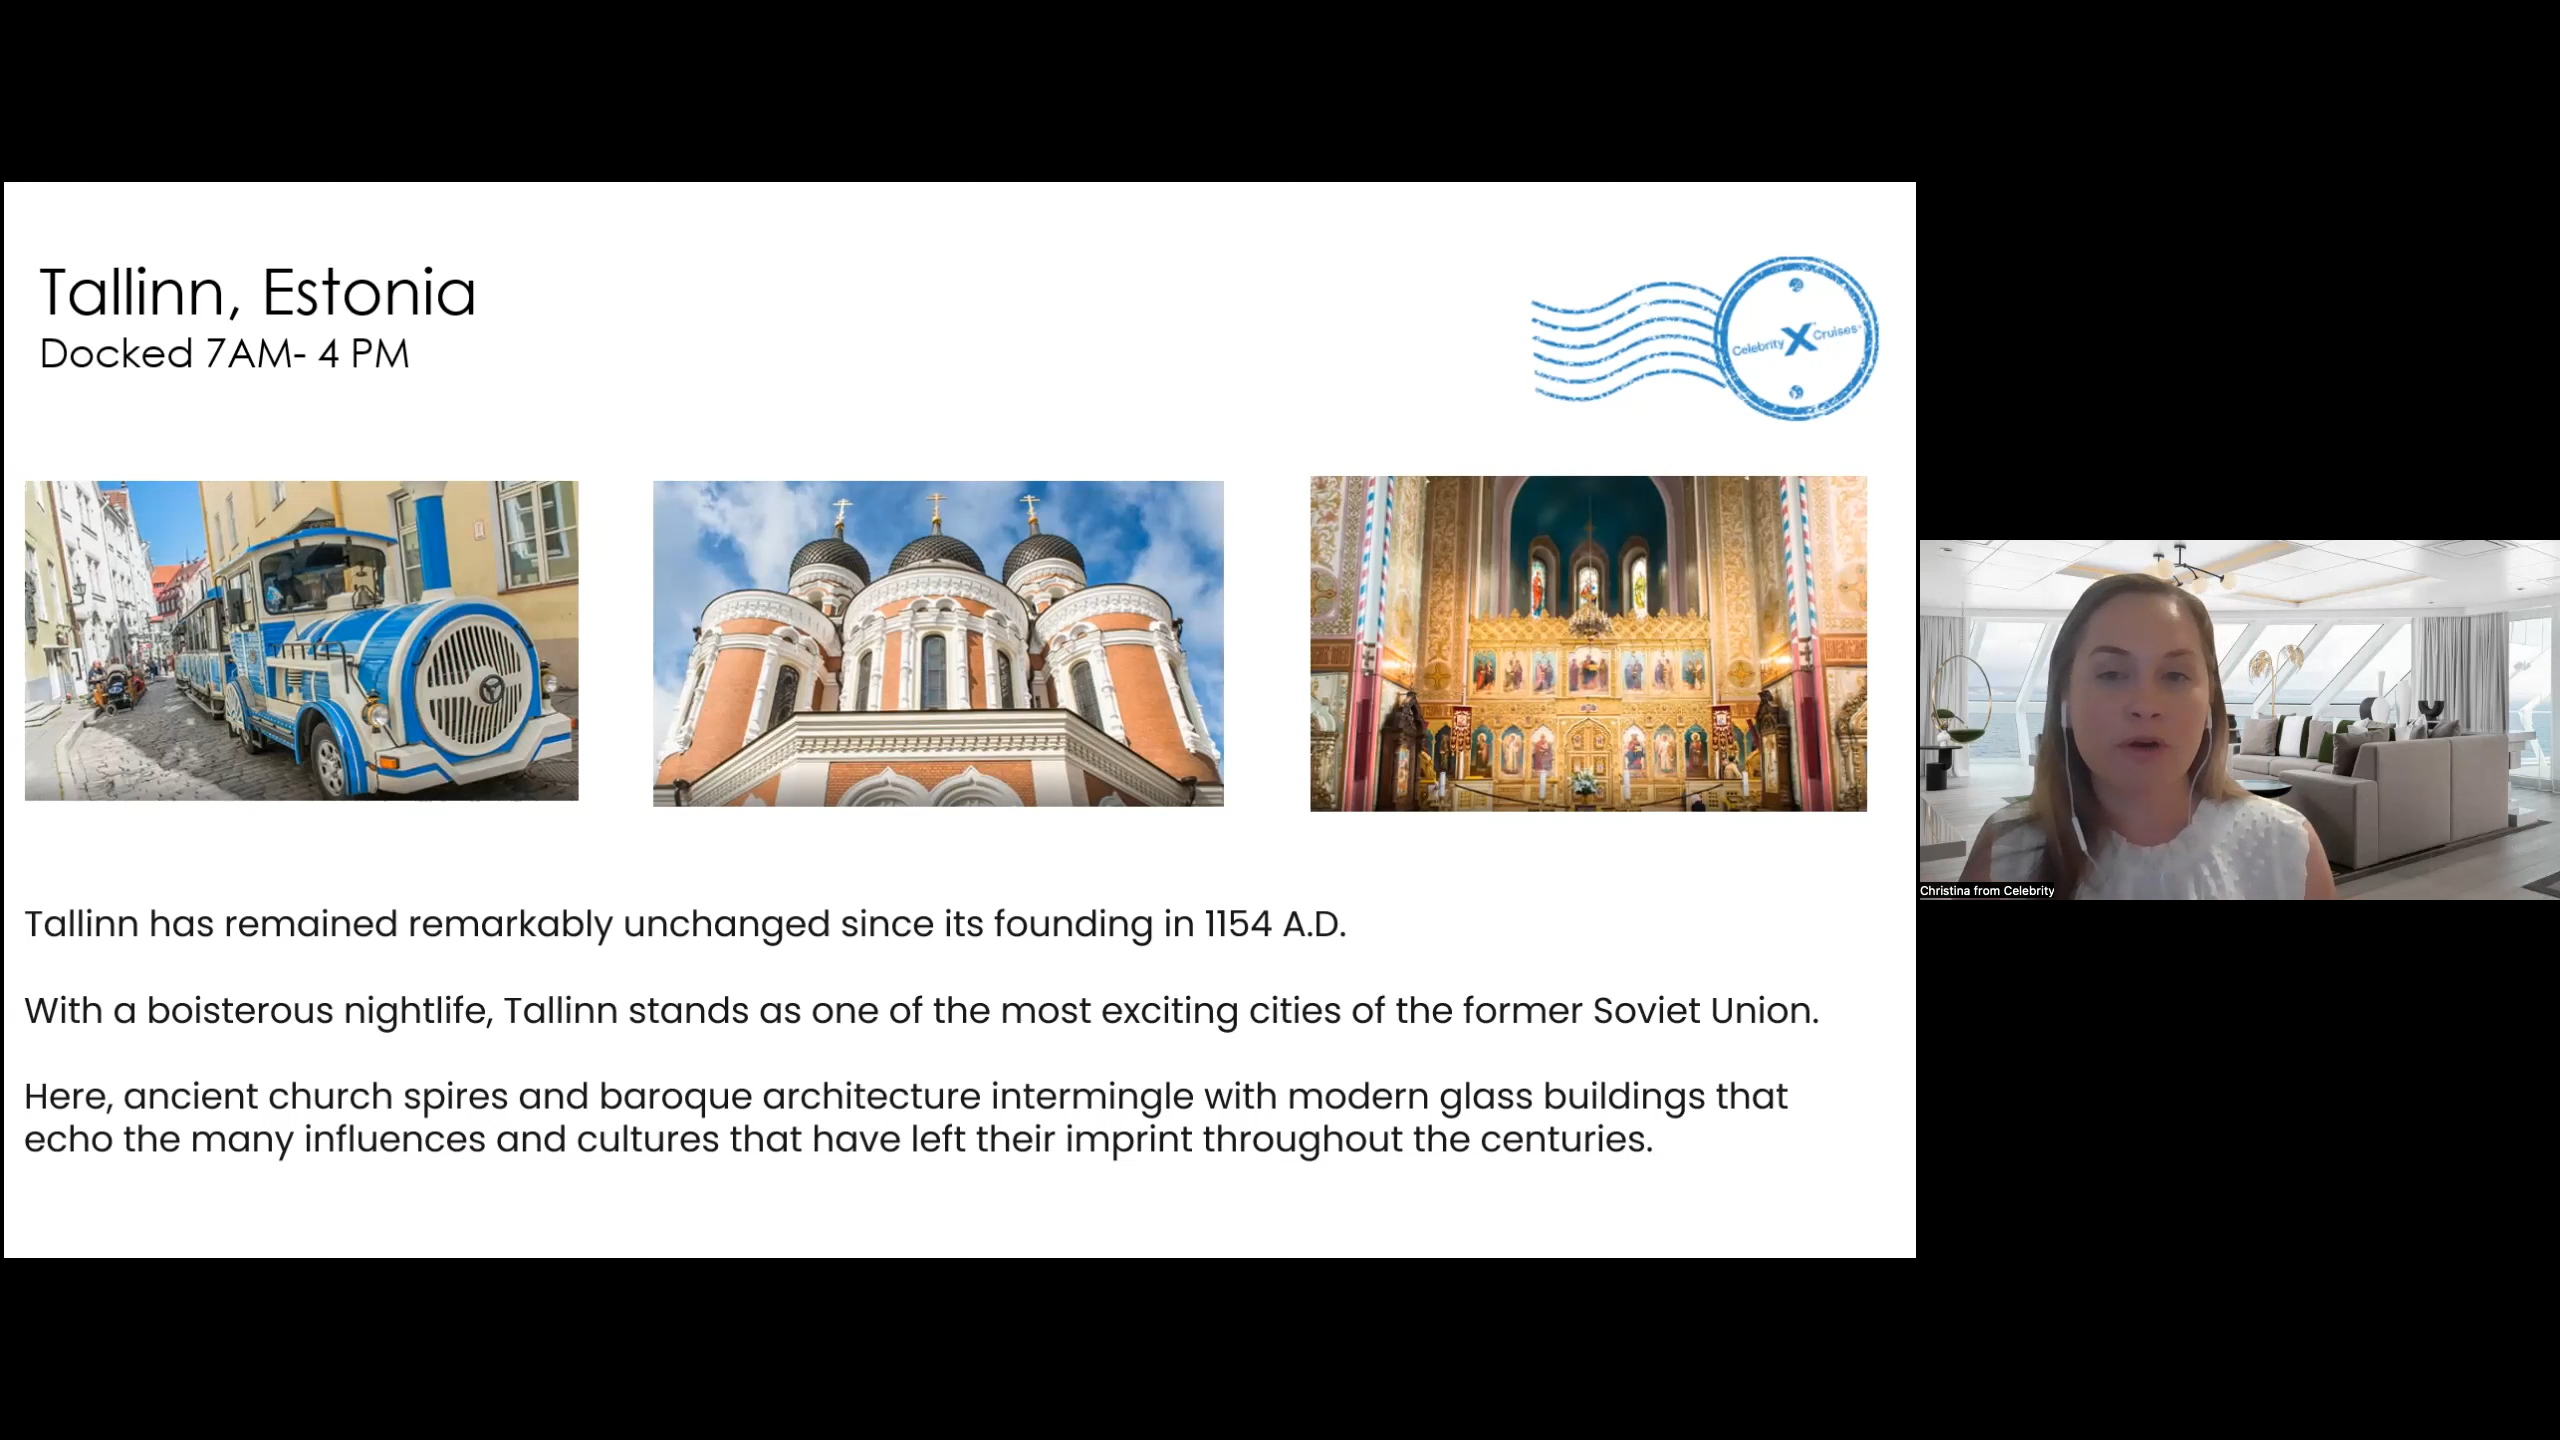 Tallinn, Estonia
Docked 7AM- 4 PM
Celebrity X Cruises
Tallinn has remained remarkably unchanged since its founding in 1154 A.D.
With a boisterous nightlife, Tallinn stands as one of the most exciting cities of the former Soviet Union.
Here, ancient church spires and baroque architecture intermingle with modern glass buildings that
echo the many influences and cultures that have left their imprint throughout the centuries.
Christina from Celebrity